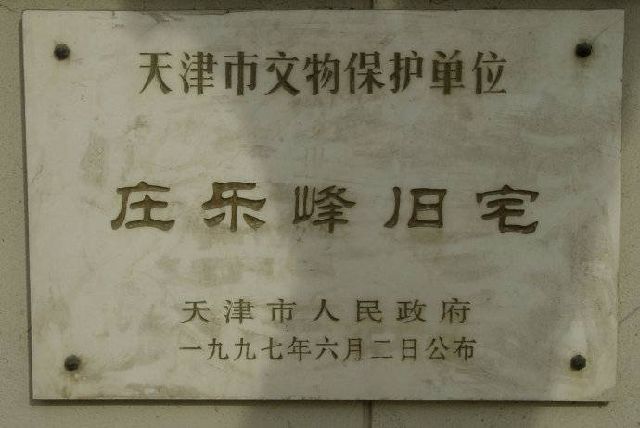 天津市文物保护单位
庄乐峰旧宅
天津市人民政府
一九九七年六月二日公布